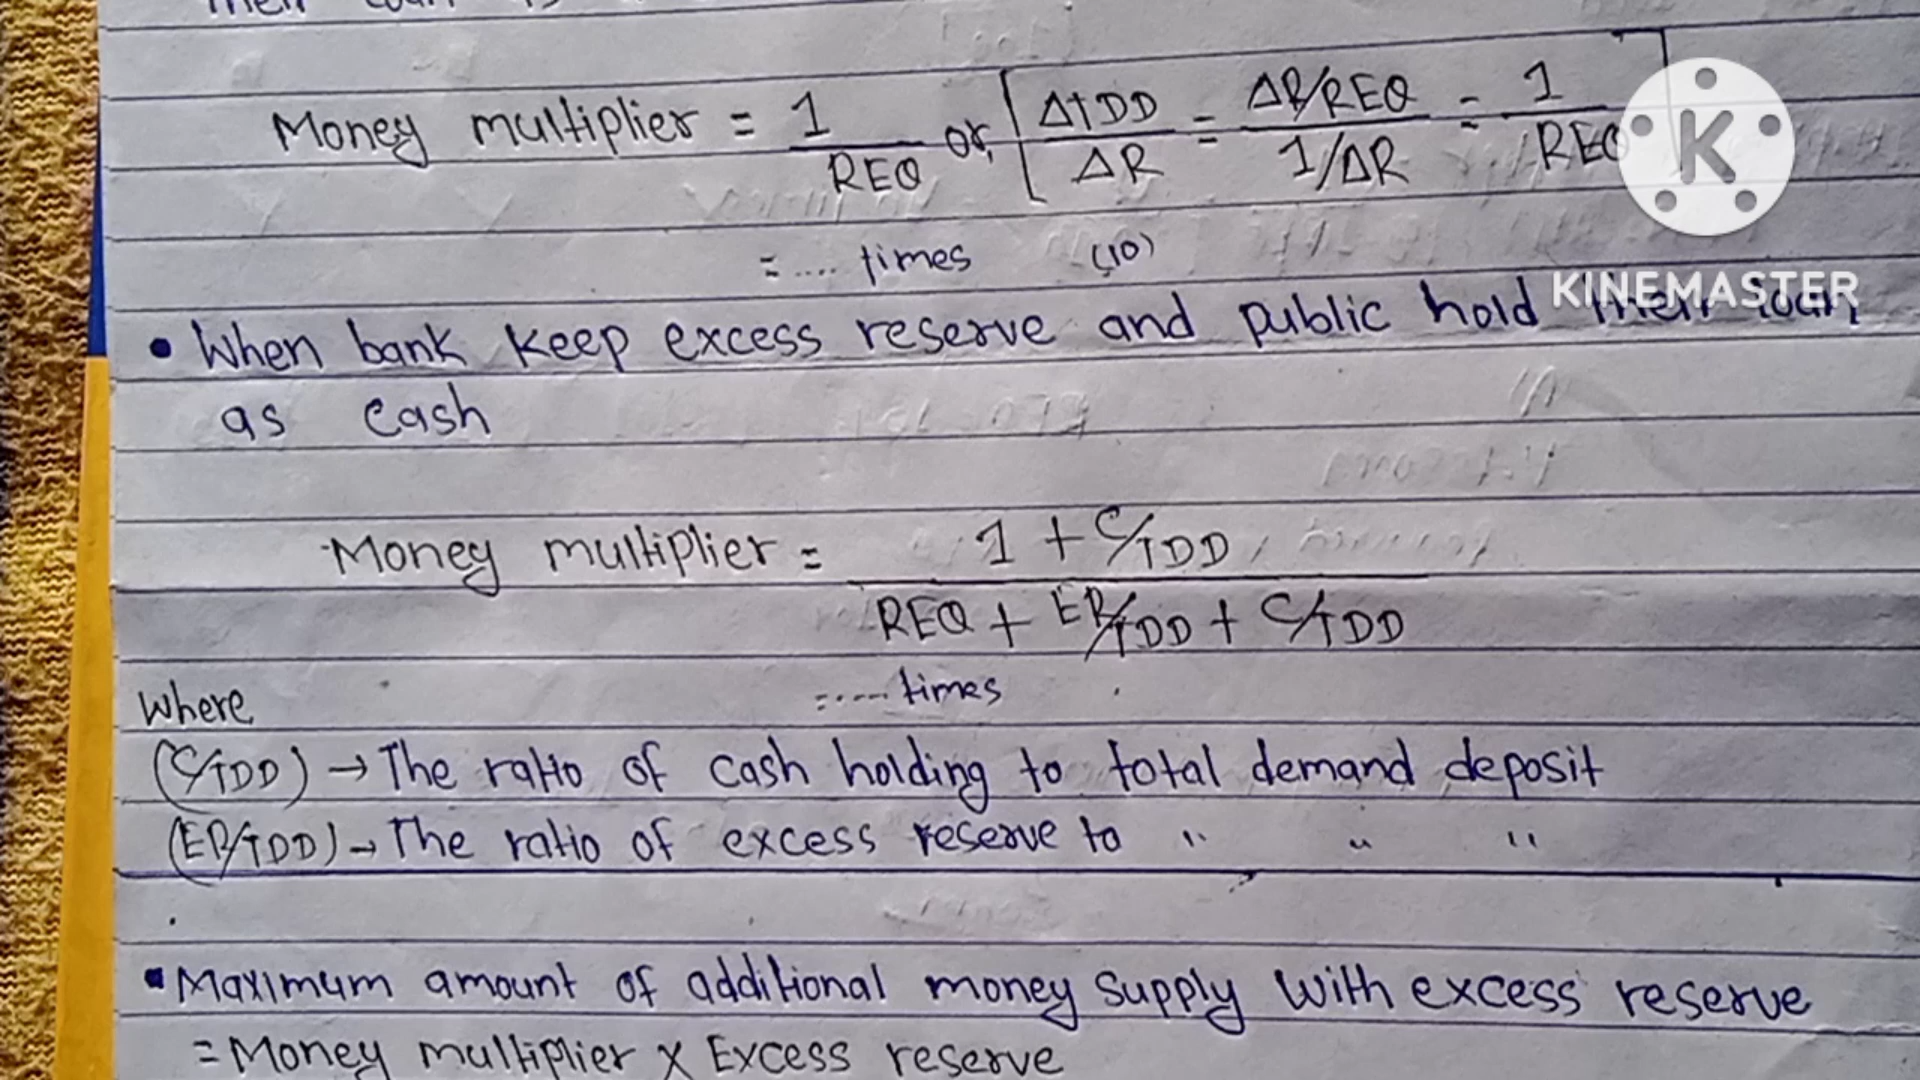 Money multiplier = 1/REQ or, [ΔTDD/ΔR = ΔR/REQ / 1/ΔR = 1/REQ]
= .... times (10)
K
KINEMASTER
• When bank keep excess reserve and public hold their loan
as cash
Money multiplier = 1 + C/TDD / REQ + ER/TDD + C/TDD
= ..... times
Where
(C/TDD) → The ratio of cash holding to total demand deposit
(ER/TDD) → The ratio of excess reserve to " " "
• Maximum amount of additional money supply with excess reserve
= Money multiplier x Excess reserve